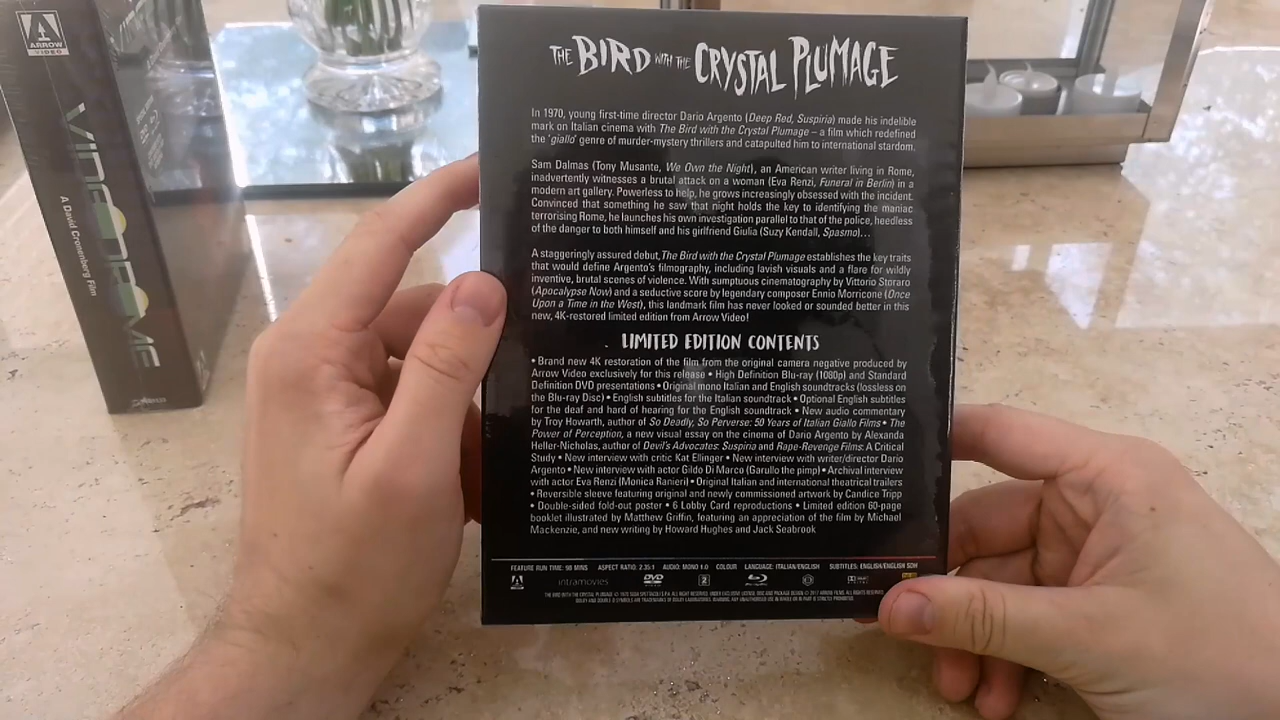 ARROW
VIDEO
VIDEODROME
A David Cronenberg Film
THE BIRD WITH THE CRYSTAL PLUMAGE
In 1970, young first-time director Dario Argento (Deep Red, Suspiria) made his indelible
mark on Italian cinema with The Bird with the Crystal Plumage – a film which redefined
the 'giallo' genre of murder-mystery thrillers and catapulted him to international stardom.
Sam Dalmas (Tony Musante, We Own the Night), an American writer living in Rome,
inadvertently witnesses a brutal attack on a woman (Eva Renzi, Funeral in Berlin) in a
modern art gallery. Powerless to help, he grows increasingly obsessed with the incident.
Convinced that something he saw that night holds the key to identifying the maniac
terrorising Rome, he launches his own investigation parallel to that of the police, heedless
of the danger to both himself and his girlfriend Giulia (Suzy Kendall, Spasmo)...
A staggeringly assured debut, The Bird with the Crystal Plumage establishes the key traits
that would define Argento's filmography, including lavish visuals and a flare for wildly
inventive, brutal scenes of violence. With sumptuous cinematography by Vittorio Storaro
(Apocalypse Now) and a seductive score by legendary composer Ennio Morricone (Once
Upon a Time in the West), this landmark film has never looked or sounded better in this
new, 4K-restored limited edition from Arrow Video!
LIMITED EDITION CONTENTS
• Brand new 4K restoration of the film from the original camera negative produced by
Arrow Video exclusively for this release • High Definition Blu-ray (1080p) and Standard
Definition DVD presentations • Original mono Italian and English soundtracks (lossless on
the Blu-ray Disc) • English subtitles for the Italian soundtrack • Optional English subtitles
for the deaf and hard of hearing for the English soundtrack • New audio commentary
by Troy Howarth, author of So Deadly, So Perverse: 50 Years of Italian Giallo Films • The
Power of Perception, a new visual essay on the cinema of Dario Argento by Alexandra
Heller-Nicholas, author of Devil's Advocates: Suspiria and Rape-Revenge Films: A Critical
Study • New interview with critic Kat Ellinger • New interview with writer/director Dario
Argento • New interview with actor Gildo Di Marco (Garullo the pimp) • Archival interview
with actor Eva Renzi (Monica Ranieri) • Original Italian and international theatrical trailers
• Reversible sleeve featuring original and newly commissioned artwork by Candice Tripp
• Double-sided fold-out poster • 6 Lobby Card reproductions • Limited edition 60-page
booklet illustrated by Matthew Griffin, featuring an appreciation of the film by Michael
Mackenzie, and new writing by Howard Hughes and Jack Seabrook
FEATURE RUN TIME: 98 MINS ASPECT RATIO: 2.35:1 AUDIO: MONO 1.0 COLOUR LANGUAGE: ITALIAN/ENGLISH SUBTITLES: ENGLISH/ENGLISH SDH
intramovies DVD 2 Blu-ray